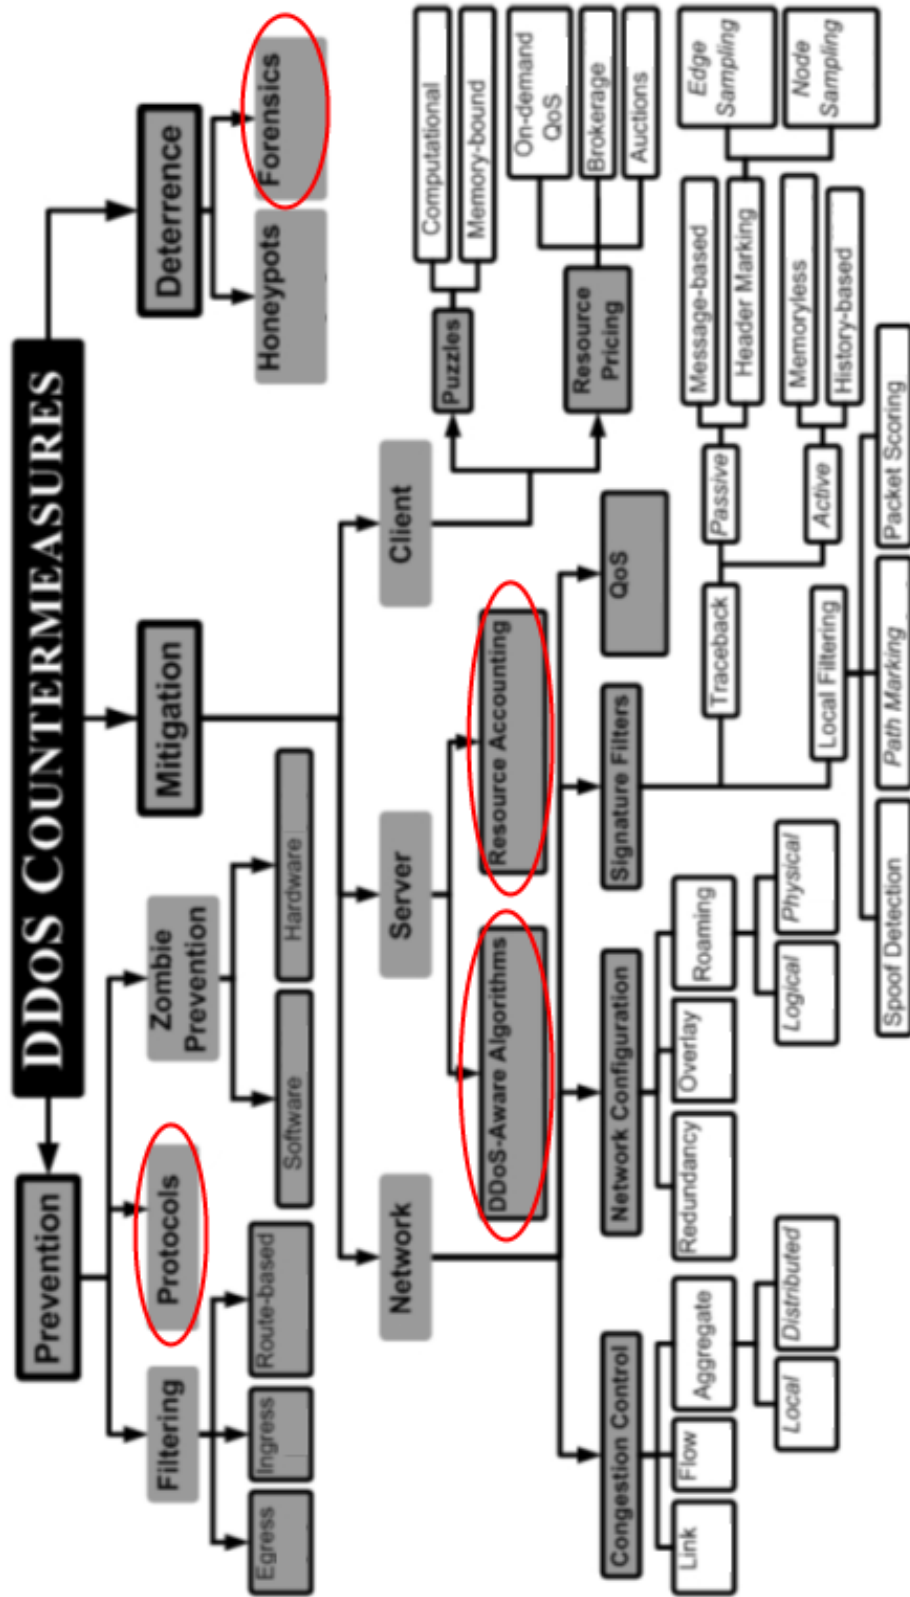 DDOS COUNTERMEASURES
Prevention
Mitigation
Deterrence
Filtering
Protocols
Zombie
Prevention
Honeypots
Forensics
Egress
Ingress
Route-based
Software
Hardware
Network
Server
Client
DDoS-Aware Algorithms
Resource Accounting
Puzzles
Computational
Memory-bound
Resource
Pricing
On-demand
QoS
Brokerage
Auctions
Congestion Control
Network Configuration
Signature Filters
QoS
Link
Flow
Aggregate
Local
Distributed
Redundancy
Overlay
Roaming
Logical
Physical
Traceback
Passive
Message-based
Header Marking
Edge
Sampling
Node
Sampling
Active
Memoryless
History-based
Local Filtering
Spoof Detection
Path Marking
Packet Scoring